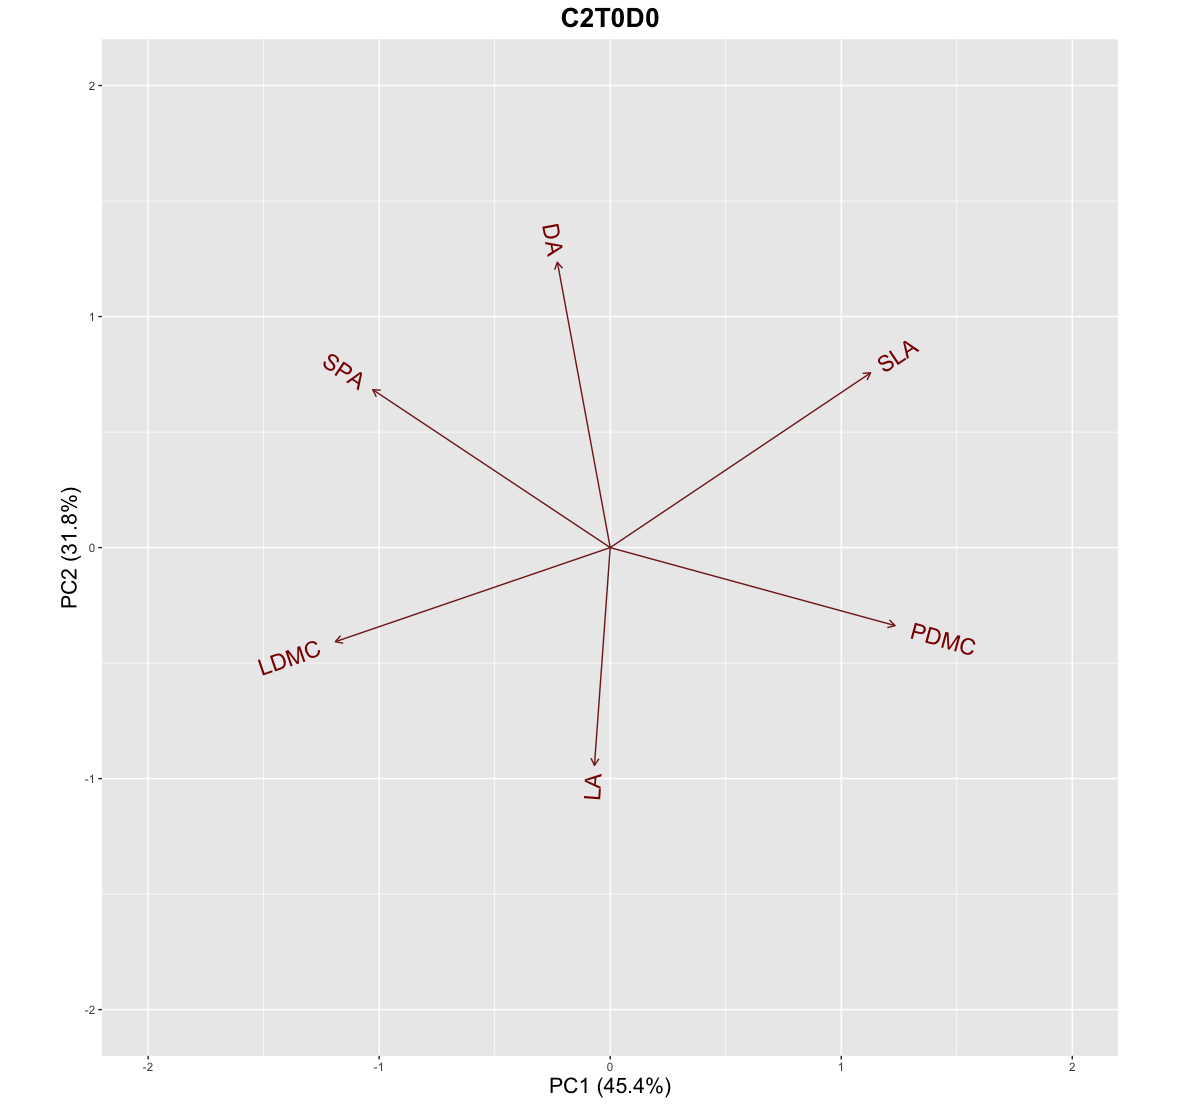 C2T0D0
2
1
0
-1
-2
PC2 (31.8%)
DA
SPA
SLA
LDMC
PDMC
LA
-2
-1
0
1
2
PC1 (45.4%)